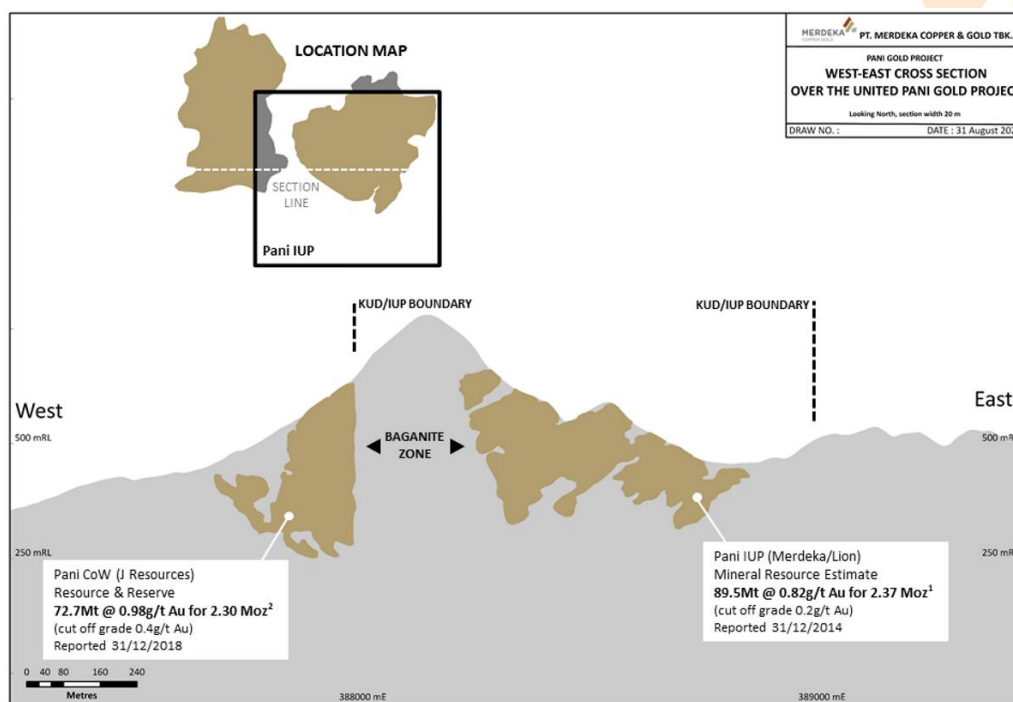 LOCATION MAP
SECTION
LINE
Pani IUP
MERDEKA
COPPER GOLD
PT. MERDEKA COPPER & GOLD TBK.
PANI GOLD PROJECT
WEST-EAST CROSS SECTION
OVER THE UNITED PANI GOLD PROJECT
Looking North, section width 20 m
DRAW NO. : DATE : 31 August 202
KUD/IUP BOUNDARY KUD/IUP BOUNDARY
West East
500 mRL 500 mRL
BAGANITE
ZONE
250 mRL 250 mRL
Pani CoW (J Resources)
Resource & Reserve
72.7Mt @ 0.98g/t Au for 2.30 Moz²
(cut off grade 0.4g/t Au)
Reported 31/12/2018
Pani IUP (Merdeka/Lion)
Mineral Resource Estimate
89.5Mt @ 0.82g/t Au for 2.37 Moz¹
(cut off grade 0.2g/t Au)
Reported 31/12/2014
0 40 80 160 240
Metres
388000 mE 389000 mE